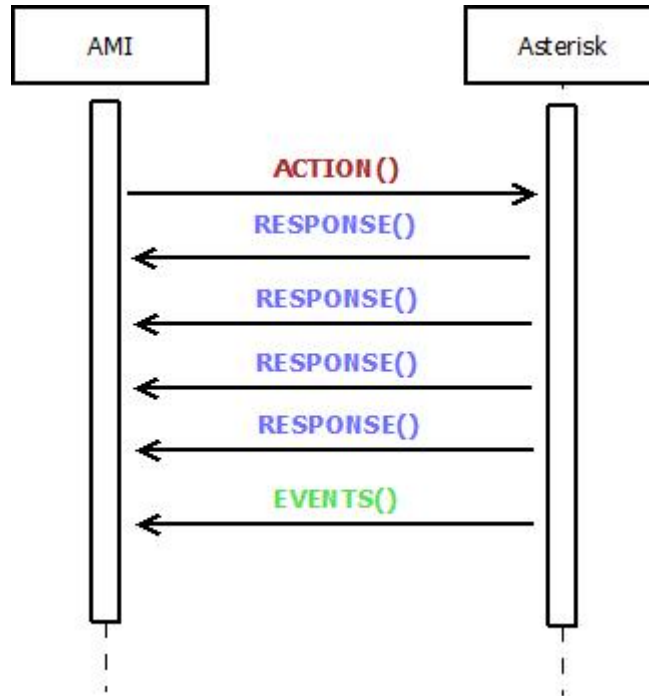 AMI
Asterisk
ACTION()
RESPONSE()
RESPONSE()
RESPONSE()
RESPONSE()
EVENTS()